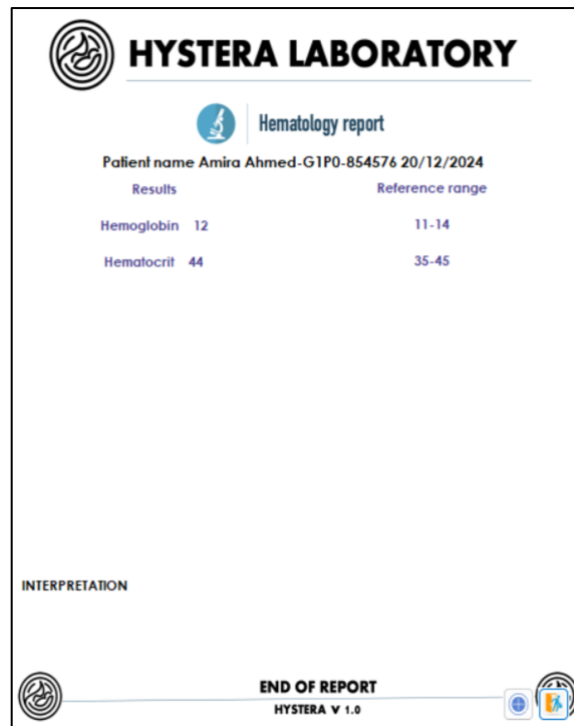 HYSTERA LABORATORY
Hematology report
Patient name Amira Ahmed-G1P0-854576 20/12/2024
Results Reference range
Hemoglobin 12 11-14
Hematocrit 44 35-45
INTERPRETATION
END OF REPORT
HYSTERA V 1.0